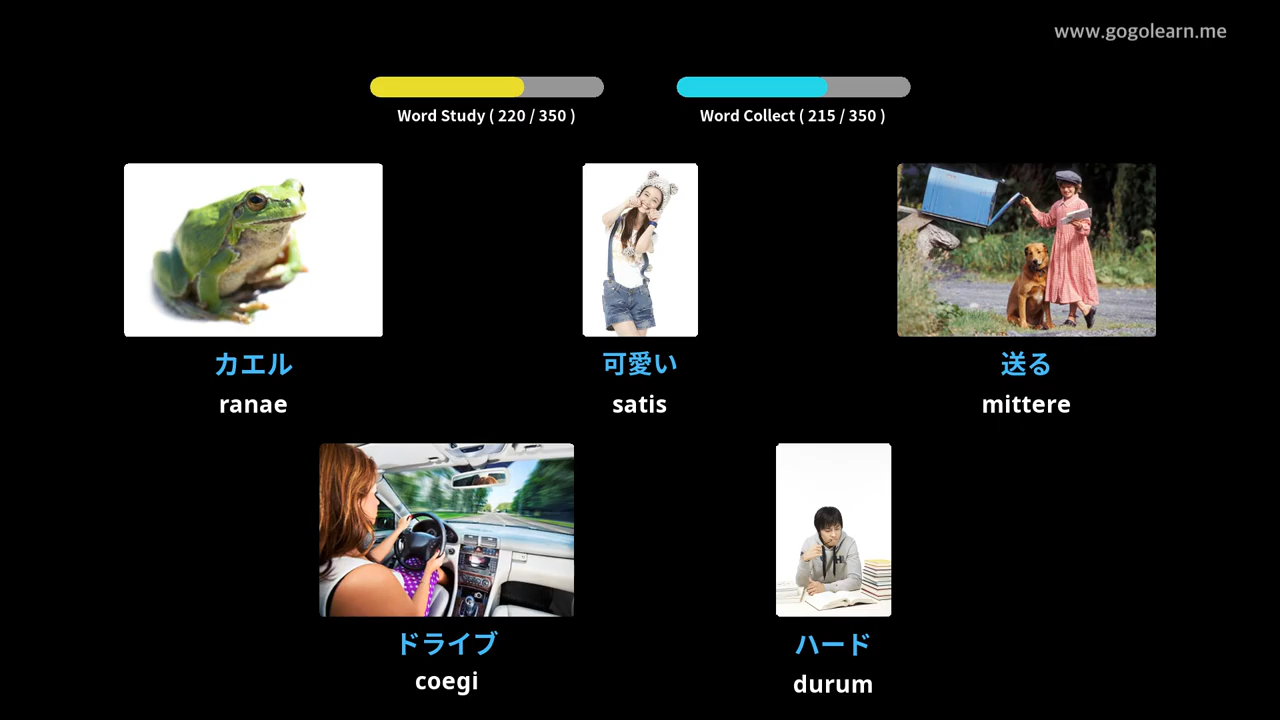 www.gogolearn.me
Word Study ( 220 / 350 )
Word Collect ( 215 / 350 )
カエル
ranae
可愛い
satis
送る
mittere
ドライブ
coegi
ハード
durum